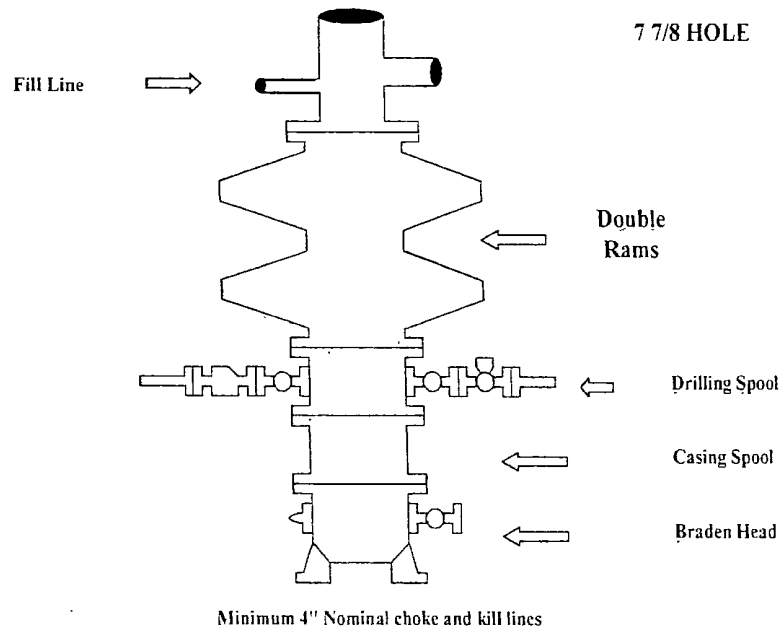 7 7/8 HOLE
Fill Line
Double
Rams
Drilling Spool
Casing Spool
Braden Head
Minimum 4" Nominal choke and kill lines